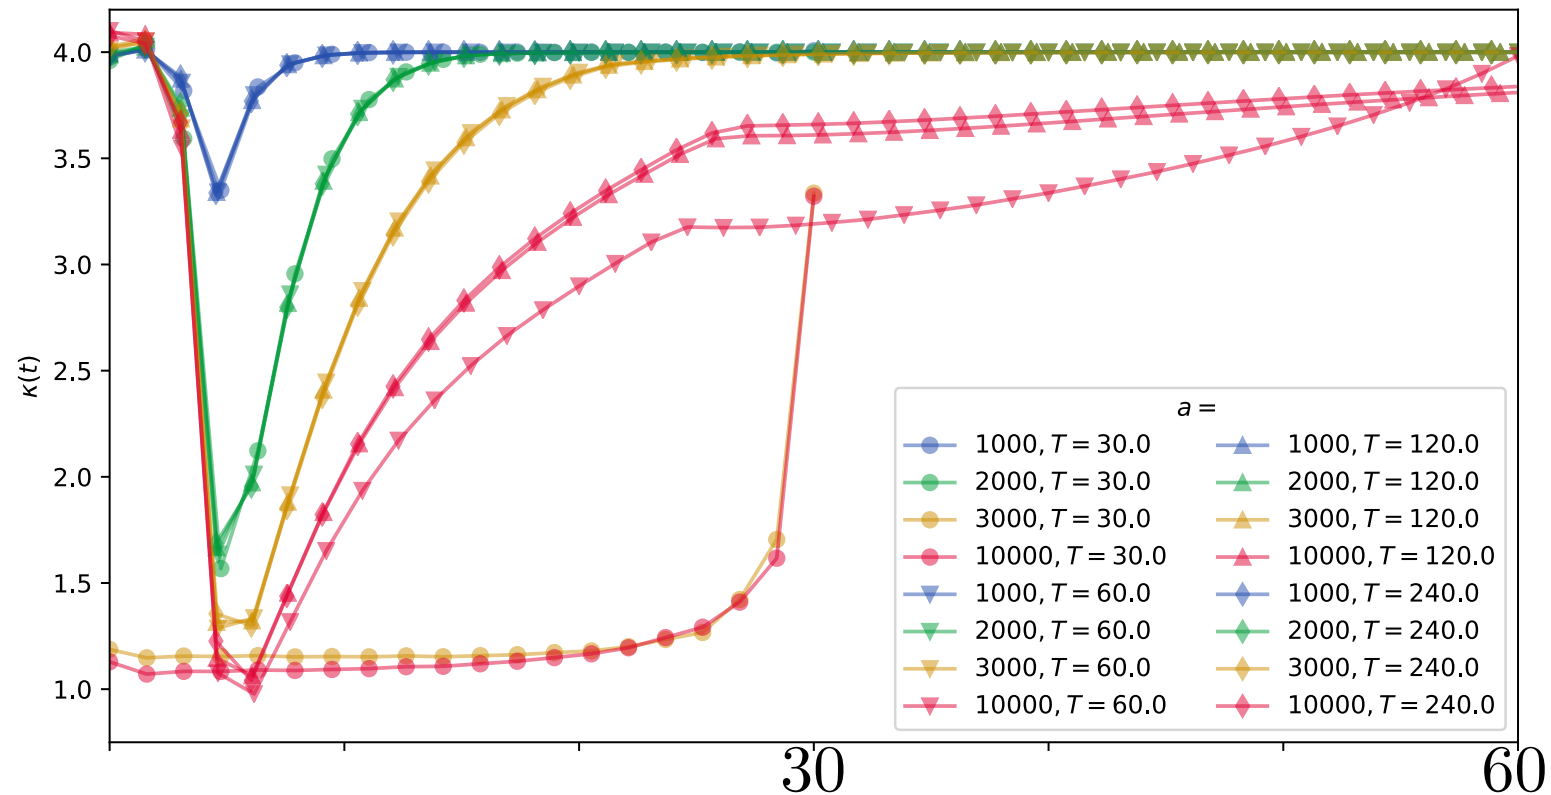 4.0
3.5
3.0
2.5
2.0
1.5
1.0
κ(t)
30
60
a =
1000, T = 30.0
2000, T = 30.0
3000, T = 30.0
10000, T = 30.0
1000, T = 60.0
2000, T = 60.0
3000, T = 60.0
10000, T = 60.0
1000, T = 120.0
2000, T = 120.0
3000, T = 120.0
10000, T = 120.0
1000, T = 240.0
2000, T = 240.0
3000, T = 240.0
10000, T = 240.0